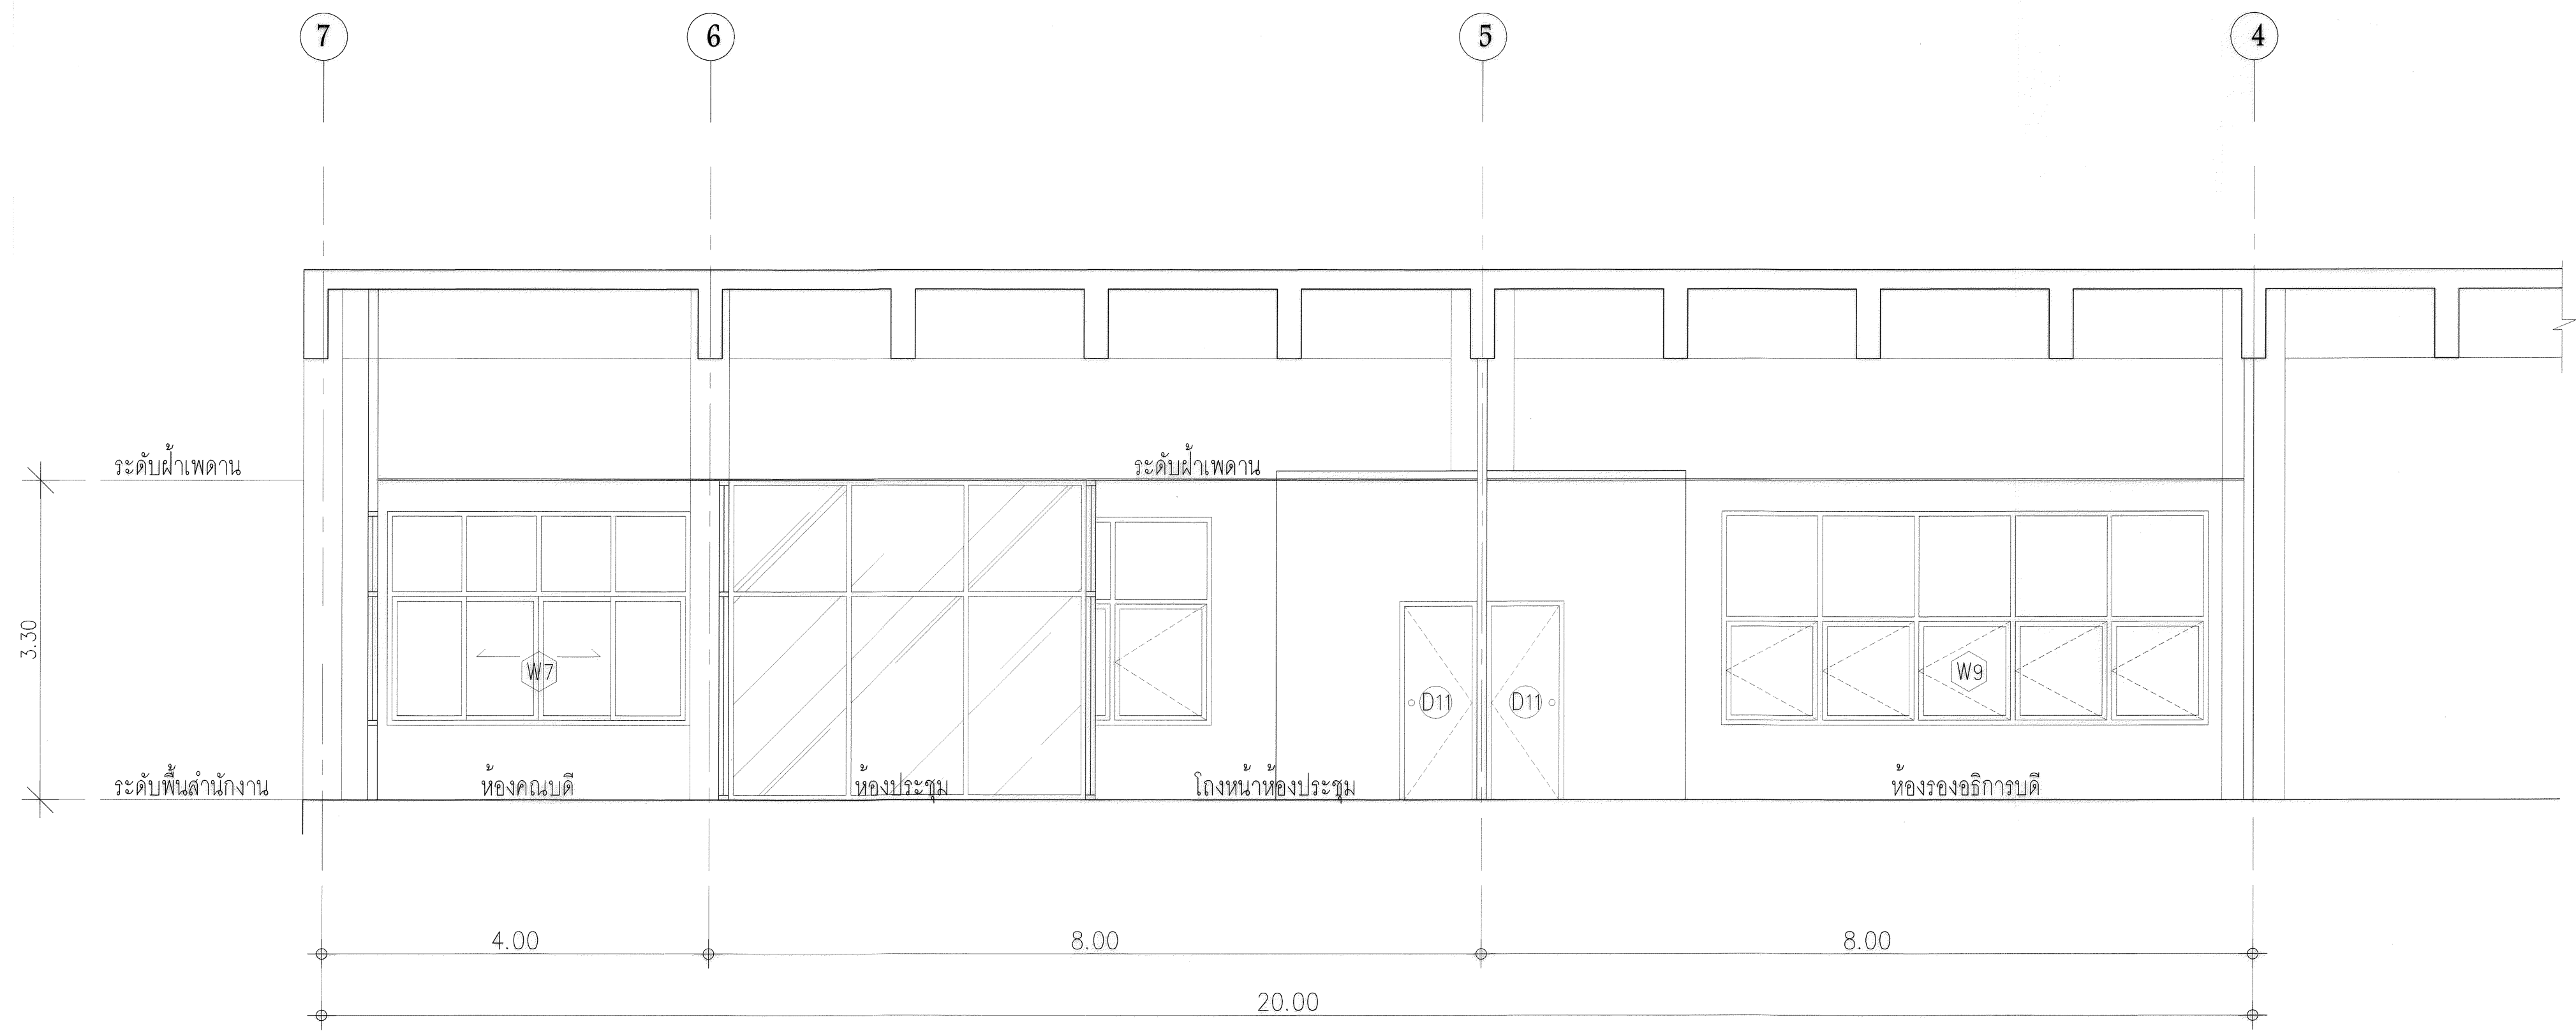 7
6
5
4
ระดับฝ้าเพดาน
ระดับฝ้าเพดาน
3.30
W7
W9
D11
D11
ระดับพื้นสำนักงาน
ห้องคณบดี
ห้องประชุม
โถงหน้าห้องประชุม
ห้องรองอธิการบดี
4.00
8.00
8.00
20.00